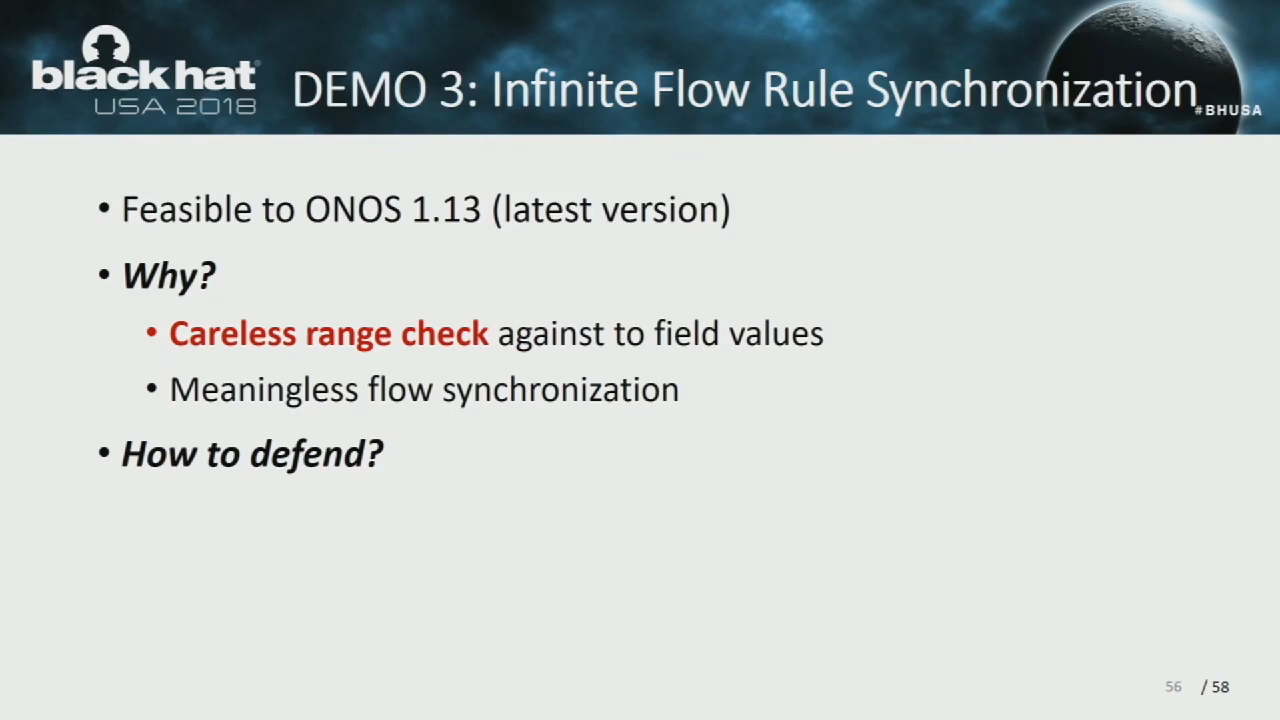 black hat
USA 2018
DEMO 3: Infinite Flow Rule Synchronization
#BHUSA
• Feasible to ONOS 1.13 (latest version)
• Why?
• Careless range check against to field values
• Meaningless flow synchronization
• How to defend?
56 / 58